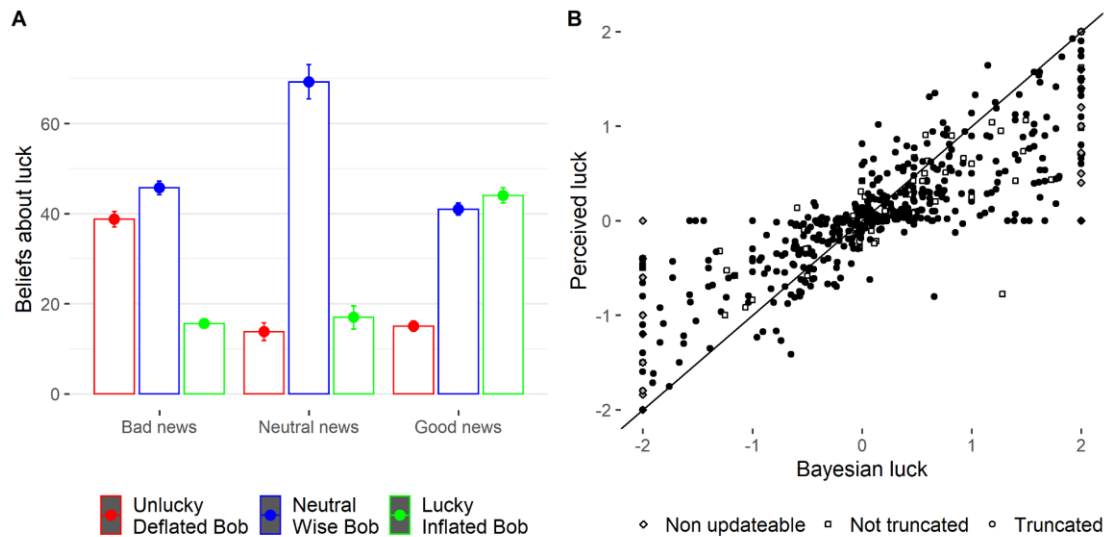 A
Beliefs about luck
60
40
20
0
Bad news
Neutral news
Good news
Unlucky
Deflated Bob
Neutral
Wise Bob
Lucky
Inflated Bob
B
Perceived luck
2
1
0
-1
-2
-2
-1
0
1
2
Bayesian luck
Non updateable
Not truncated
Truncated